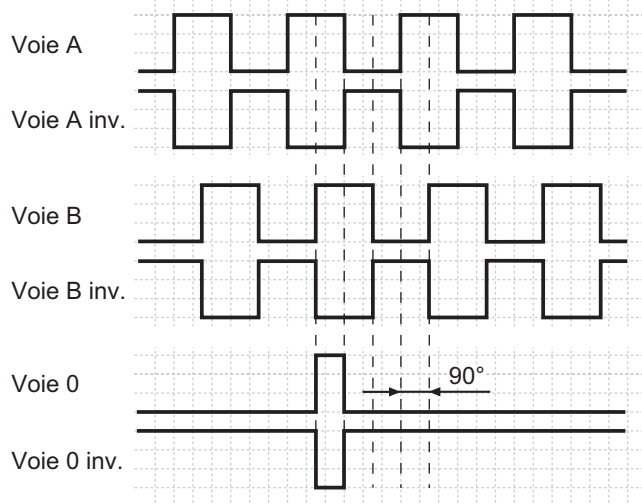 Voie A
Voie A inv.
Voie B
Voie B inv.
Voie 0
90°
Voie 0 inv.